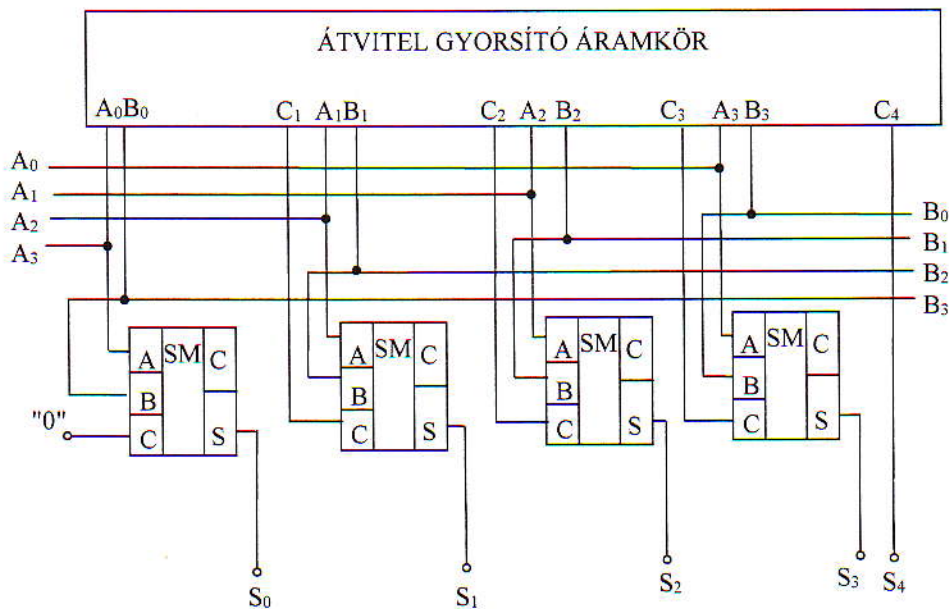 ÁTVITEL GYORSÍTÓ ÁRAMKÖR
A₀B₀ C₁ A₁B₁ C₂ A₂ B₂ C₃ A₃ B₃ C₄
A₀
A₁
A₂
A₃
B₀
B₁
B₂
B₃
A SM C
B
C S
A SM C
B
C S
A SM C
B
C S
A SM C
B
C S
"0"
S₀ S₁ S₂ S₃ S₄